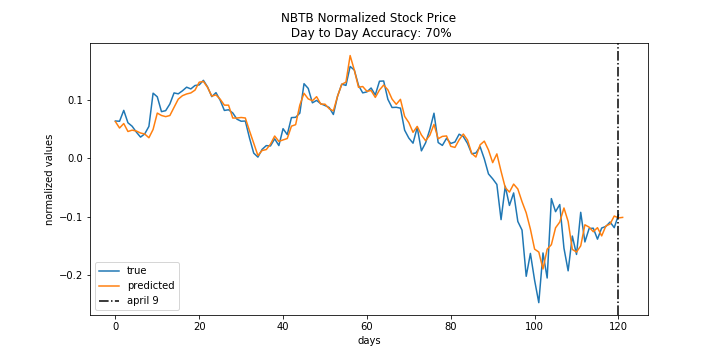 NBTB Normalized Stock Price
Day to Day Accuracy: 70%
normalized values
0.1
0.0
−0.1
−0.2
true
predicted
april 9
0
20
40
60
80
100
120
days